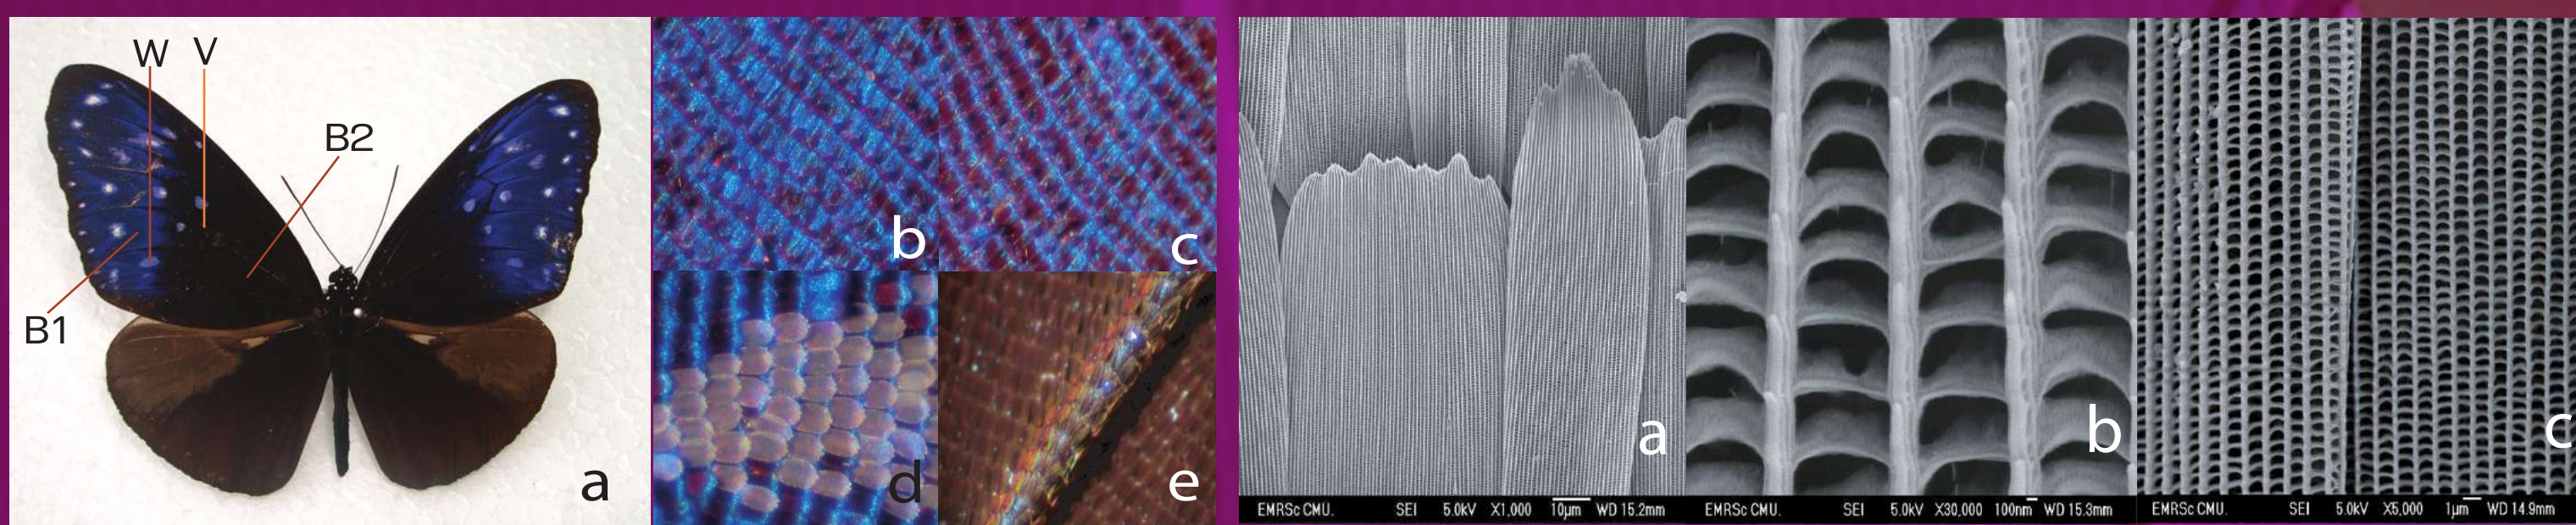 W V
B2
B1
a
b
c
d
e
a
b
c
EMRSc CMU. SEI 5.0kV X1,000 10µm WD 15.2mm
EMRSc CMU. SEI 5.0kV X30,000 100nm WD 15.3mm
EMRSc CMU. SEI 5.0kV X5,000 1µm WD 14.9mm